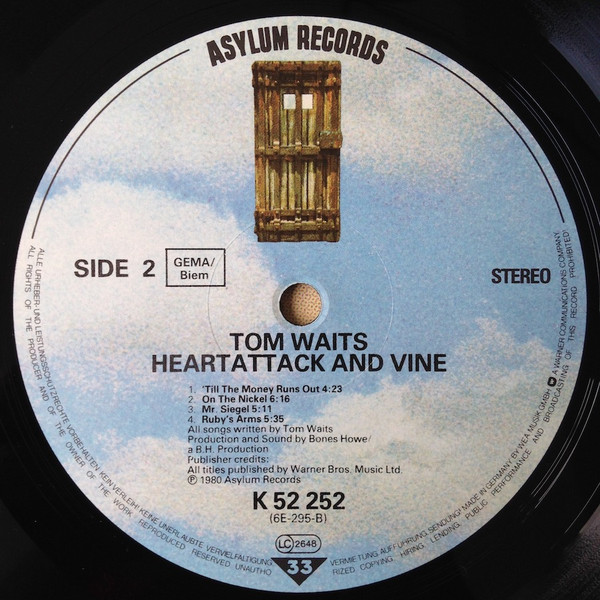 ASYLUM RECORDS
SIDE 2
GEMA/
Biem
STEREO
TOM WAITS
HEARTATTACK AND VINE
1. 'Till The Money Runs Out 4:23
2. On The Nickel 6:16
3. Mr. Siegel 5:11
4. Ruby's Arms 5:35
All songs written by Tom Waits
Production and Sound by Bones Howe/
a B.H. Production
Publisher credits:
All titles published by Warner Bros. Music Ltd.
℗ 1980 Asylum Records
K 52 252
(6E-295-B)
LC 2648
33
ALLE URHEBER- UND LEISTUNGSSCHUTZRECHTE VORBEHALTEN KEIN VERLEIH! KEINE UNERLAUBTE VERVIELFÄLTIGUNG, VERMIETUNG, AUFFÜHRUNG, SENDUNG! MADE IN GERMANY BY WEA MUSIK GMBH A WARNER COMMUNICATIONS COMPANY
ALL RIGHTS OF THE PRODUCER AND OF THE OWNER OF THE WORK REPRODUCED RESERVED UNAUTHORIZED COPYING, HIRING, LENDING, PUBLIC PERFORMANCE AND BROADCASTING OF THIS RECORD PROHIBITED!